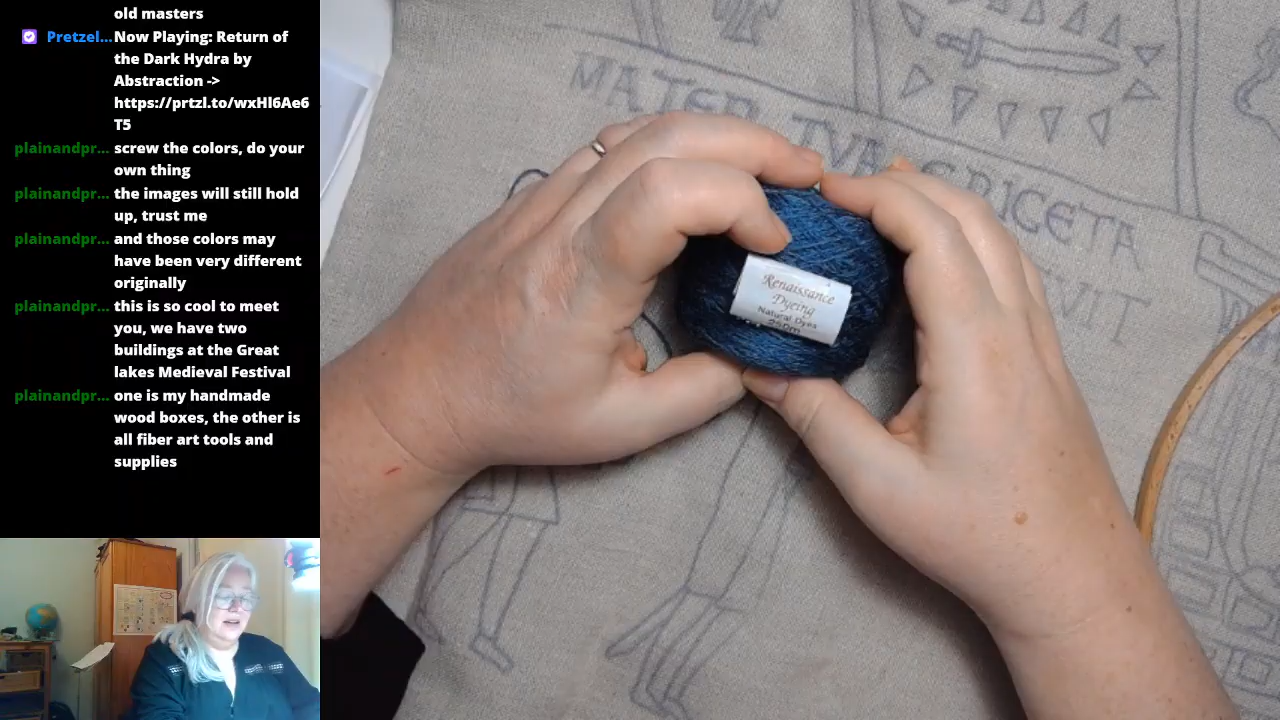 old masters
Pretzel... Now Playing: Return of
the Dark Hydra by
Abstraction ->
https://prtzl.to/wxHl6Ae6
T5
plainandpr... screw the colors, do your
own thing
plainandpr... the images will still hold
up, trust me
plainandpr... and those colors may
have been very different
originally
plainandpr... this is so cool to meet
you, we have two
buildings at the Great
lakes Medieval Festival
plainandpr... one is my handmade
wood boxes, the other is
all fiber art tools and
supplies
MATER TVA
Renaissance
Dyeing
Natural Dyes
250m